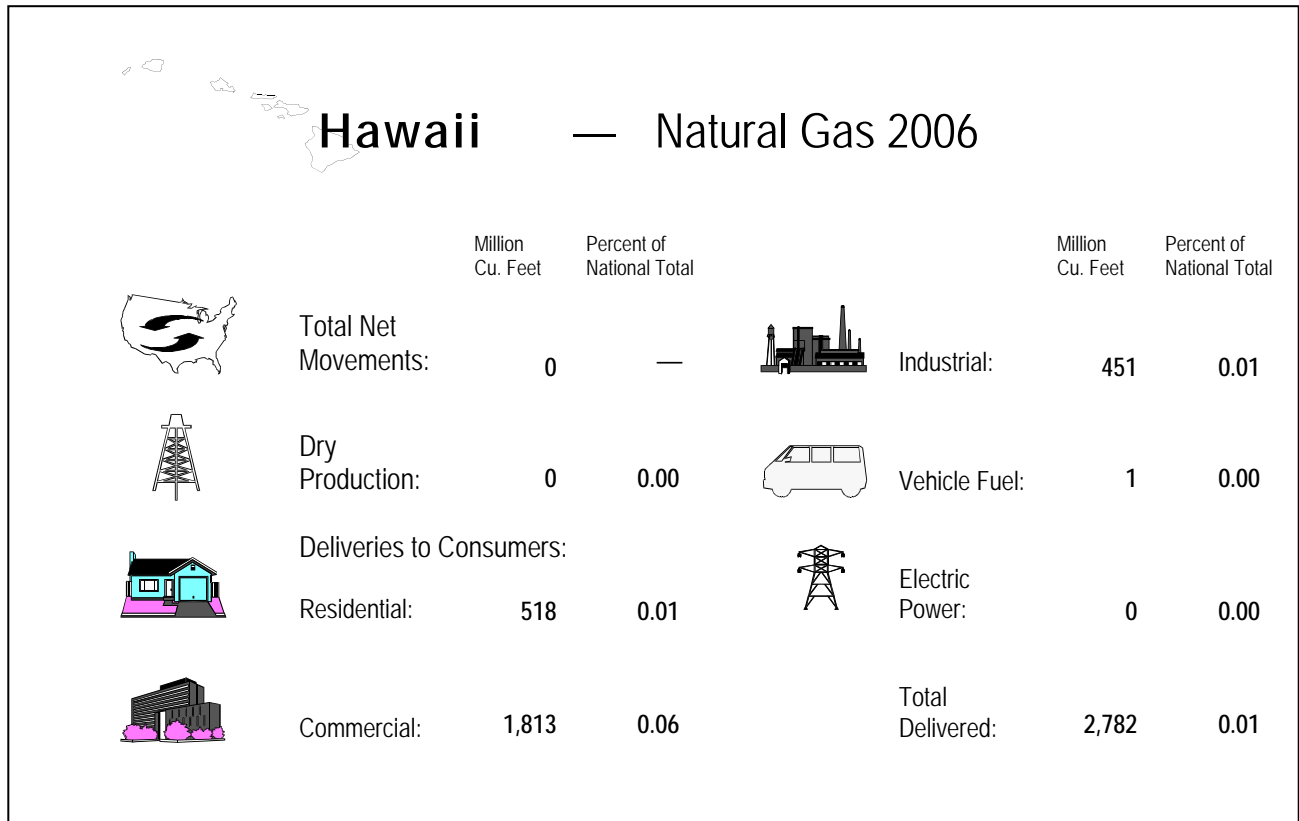 Hawaii — Natural Gas 2006
Million Cu. Feet
Percent of National Total
Total Net Movements: 0 —
Dry Production: 0 0.00
Deliveries to Consumers:
Residential: 518 0.01
Commercial: 1,813 0.06
Million Cu. Feet
Percent of National Total
Industrial: 451 0.01
Vehicle Fuel: 1 0.00
Electric Power: 0 0.00
Total Delivered: 2,782 0.01